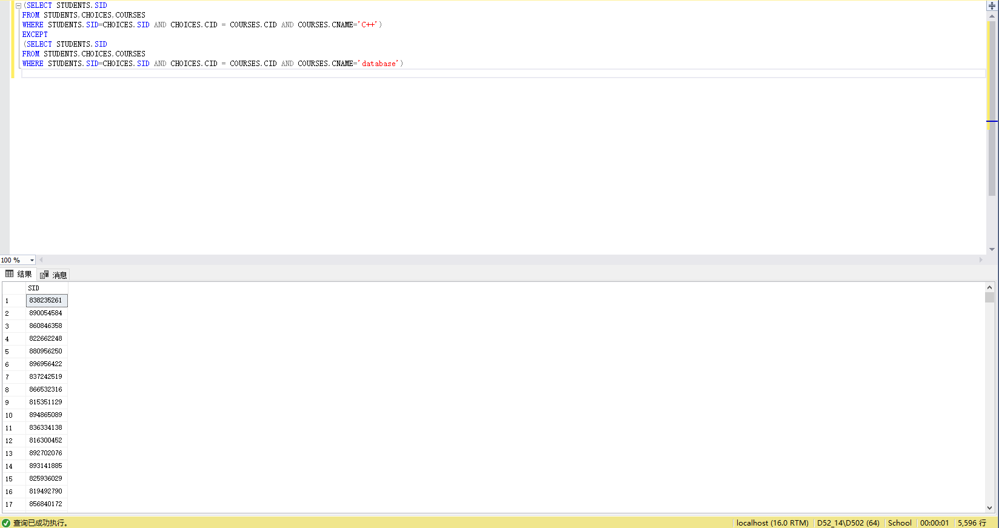 (SELECT STUDENTS.SID
FROM STUDENTS,CHOICES,COURSES
WHERE STUDENTS.SID=CHOICES.SID AND CHOICES.CID = COURSES.CID AND COURSES.CNAME='C++')
EXCEPT
(SELECT STUDENTS.SID
FROM STUDENTS,CHOICES,COURSES
WHERE STUDENTS.SID=CHOICES.SID AND CHOICES.CID = COURSES.CID AND COURSES.CNAME='database')
100 %
结果 消息
SID
1 838235261
2 890054584
3 860846358
4 822662248
5 880956250
6 896956422
7 837242519
8 866532316
9 815351129
10 894865089
11 836334138
12 816300452
13 892702076
14 893141885
15 825936029
16 819492790
17 856840172
查询已成功执行。 localhost (16.0 RTM) D52_14\D502 (64) School 00:00:01 5,596 行